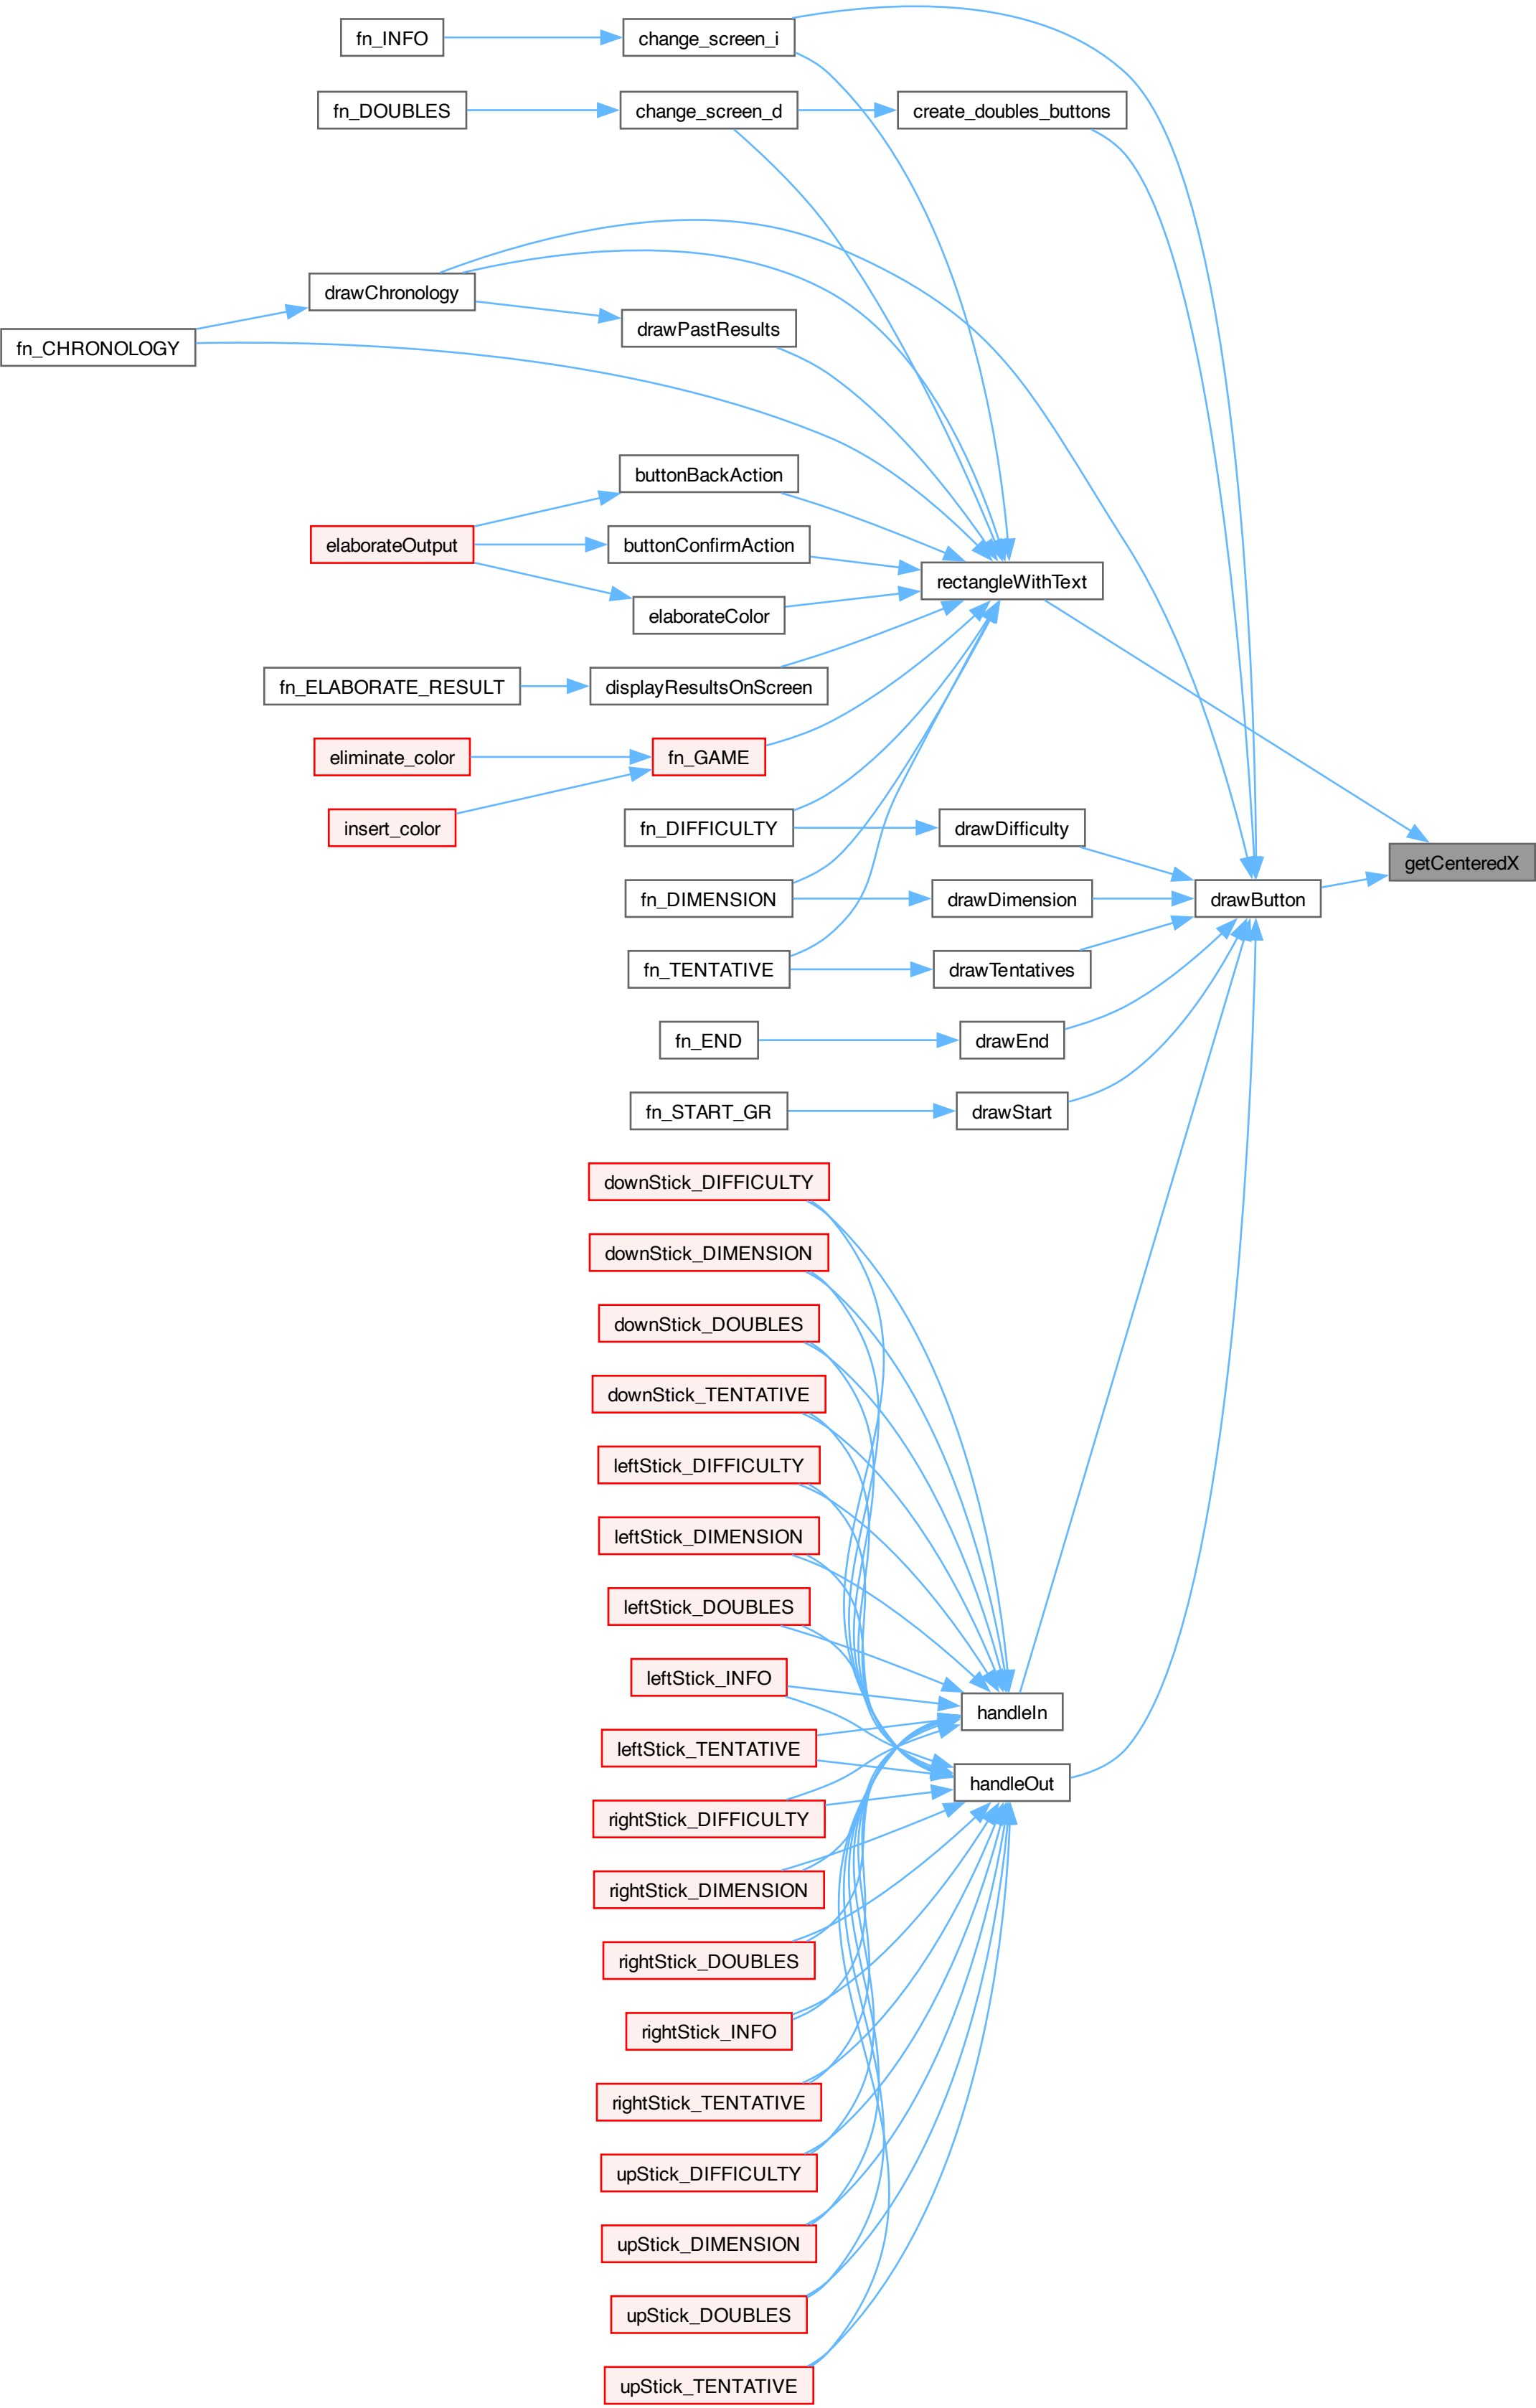 fn_INFO
change_screen_i
fn_DOUBLES
change_screen_d
create_doubles_buttons
drawChronology
drawPastResults
fn_CHRONOLOGY
buttonBackAction
elaborateOutput
buttonConfirmAction
rectangleWithText
elaborateColor
fn_ELABORATE_RESULT
displayResultsOnScreen
eliminate_color
fn_GAME
insert_color
fn_DIFFICULTY
drawDifficulty
getCenteredX
fn_DIMENSION
drawDimension
drawButton
fn_TENTATIVE
drawTentatives
fn_END
drawEnd
fn_START_GR
drawStart
downStick_DIFFICULTY
downStick_DIMENSION
downStick_DOUBLES
downStick_TENTATIVE
leftStick_DIFFICULTY
leftStick_DIMENSION
leftStick_DOUBLES
leftStick_INFO
handleIn
leftStick_TENTATIVE
handleOut
rightStick_DIFFICULTY
rightStick_DIMENSION
rightStick_DOUBLES
rightStick_INFO
rightStick_TENTATIVE
upStick_DIFFICULTY
upStick_DIMENSION
upStick_DOUBLES
upStick_TENTATIVE